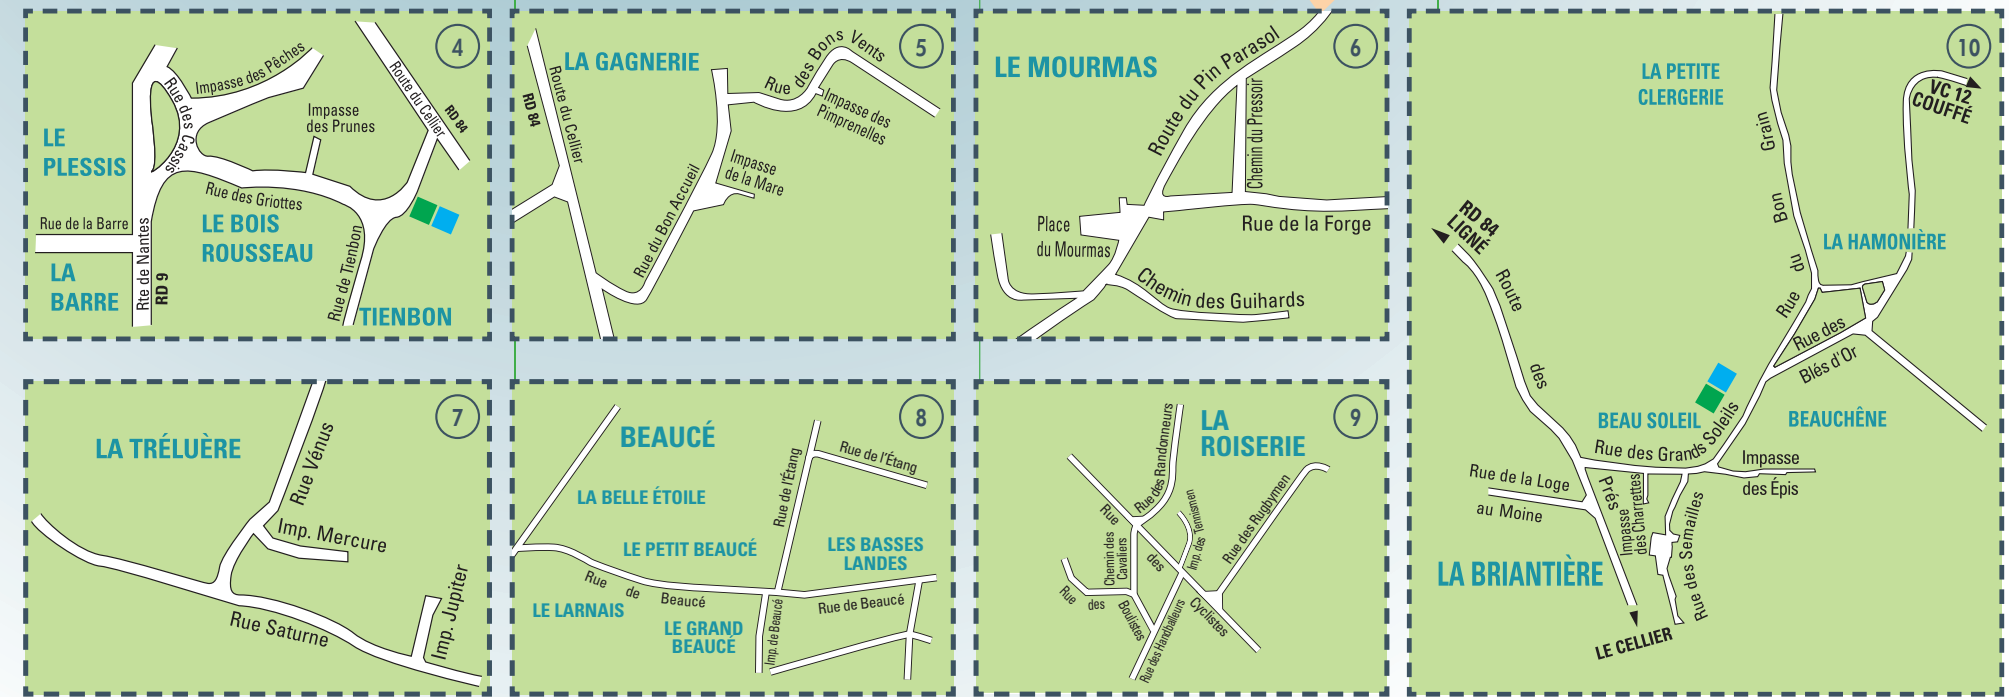 4
LE
PLESSIS
Rue des Cassis
Impasse des Pêches
Impasse
des Prunes
Route du Cellier
RD 84
Rue de la Barre
Rue des Griottes
LE BOIS
ROUSSEAU
LA
BARRE
Rte de Nantes
RD 9
Rue de Tienbon
TIENBON
5
LA GAGNERIE
RD 84
Route du Cellier
Rue des Bons Vents
Impasse des
Pimprenelles
Impasse
de la Mare
Rue du Bon Accueil
6
LE MOURMAS
Route du Pin Parasol
Chemin du Pressoir
Place
du Mourmas
Rue de la Forge
Chemin des Guihards
7
LA TRÉLUÈRE
Rue Vénus
Imp. Mercure
Rue Saturne
Imp. Jupiter
8
BEAUCÉ
LA BELLE ÉTOILE
Rue de l'Étang
Rue de l'Étang
LE PETIT BEAUCÉ
LES BASSES
LANDES
Rue de Beaucé
LE LARNAIS
LE GRAND
BEAUCÉ
Imp. de Beaucé
Rue de Beaucé
9
LA
ROISERIE
Rue des Randonneurs
Rue des Cyclistes
Imp. des Tennismen
Rue des Rugbymen
Chemin des
Cavaliers
Rue des Boulistes
Rue des Handballeurs
10
LA PETITE
CLERGERIE
VC 12
COUFFÉ
Rue du Bon Grain
RD 84
LIGNÉ
LA HAMONIÈRE
Route des Prés
Rue des
Blés d'Or
BEAU SOLEIL
BEAUCHÊNE
Rue des Grands Soleils
Impasse
des Épis
Rue de la Loge
au Moine
Impasse
des Charrettes
Rue des Semailles
LA BRIANTIÈRE
LE CELLIER